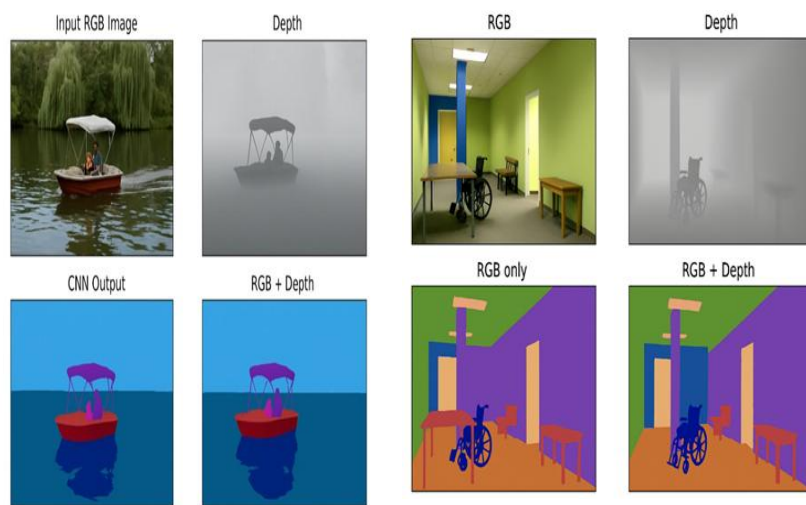 Input RGB Image
Depth
RGB
Depth
CNN Output
RGB + Depth
RGB only
RGB + Depth